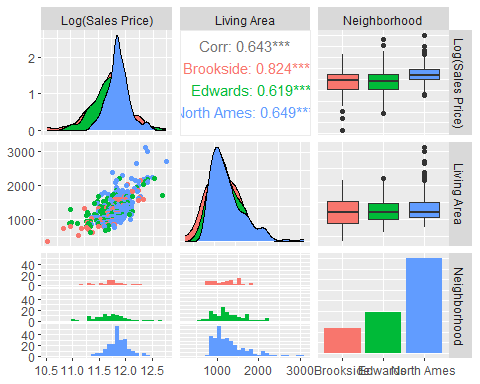 Log(Sales Price) Living Area Neighborhood
2
1
0
Corr: 0.643***
Brookside: 0.824***
Edwards: 0.619***
North Ames: 0.649***
Log(Sales Price)
3000
2000
1000
Living Area
40
20
0
40
20
0
40
20
0
Neighborhood
10.5 11.0 11.5 12.0 12.5
1000 2000 3000
Brookside Edwards North Ames